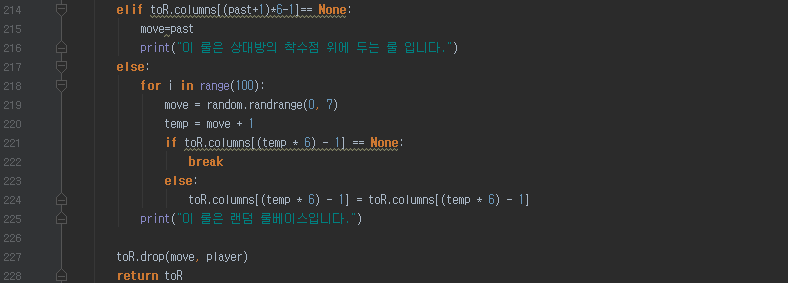 214 elif toR.columns[(past+1)*6-1]== None:
215 move=past
216 print("이 룰은 상대방의 착수점 위에 두는 룰 입니다.")
217 else:
218 for i in range(100):
219 move = random.randrange(0, 7)
220 temp = move + 1
221 if toR.columns[(temp * 6) - 1] == None:
222 break
223 else:
224 toR.columns[(temp * 6) - 1] = toR.columns[(temp * 6) - 1]
225 print("이 룰은 랜덤 룰베이스입니다.")
226
227 toR.drop(move, player)
228 return toR